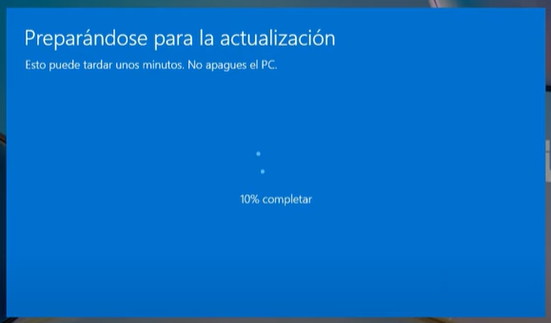 Preparándose para la actualización
Esto puede tardar unos minutos. No apagues el PC.
10% completar